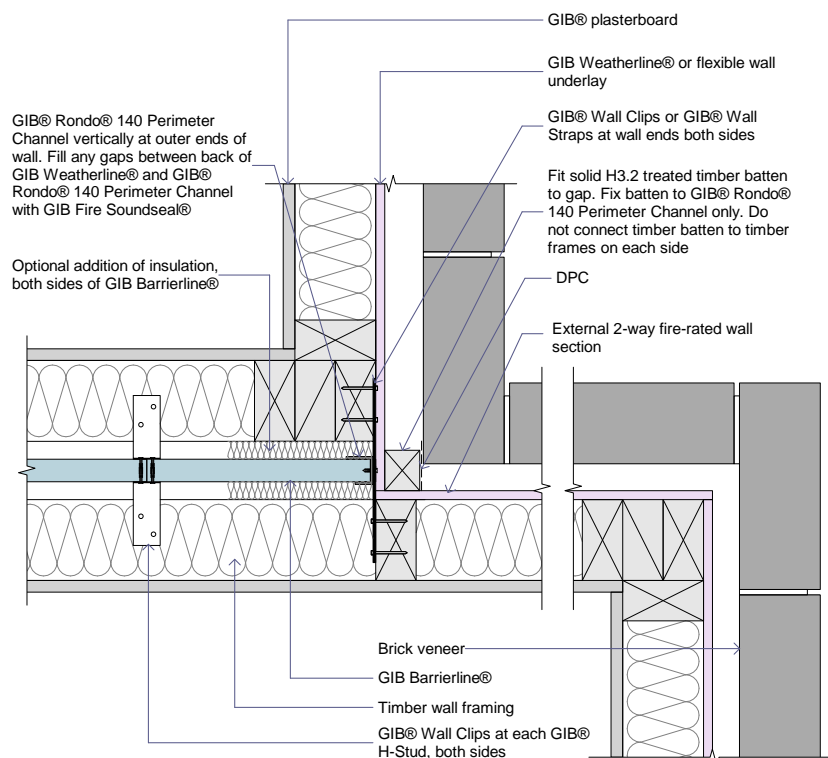 GIB® plasterboard
GIB Weatherline® or flexible wall
underlay
GIB® Wall Clips or GIB® Wall
Straps at wall ends both sides
GIB® Rondo® 140 Perimeter
Channel vertically at outer ends of
wall. Fill any gaps between back of
GIB Weatherline® and GIB®
Rondo® 140 Perimeter Channel
with GIB Fire Soundseal®
Fit solid H3.2 treated timber batten
to gap. Fix batten to GIB® Rondo®
140 Perimeter Channel only. Do
not connect timber batten to timber
frames on each side
Optional addition of insulation,
both sides of GIB Barrierline®
DPC
External 2-way fire-rated wall
section
Brick veneer
GIB Barrierline®
Timber wall framing
GIB® Wall Clips at each GIB®
H-Stud, both sides